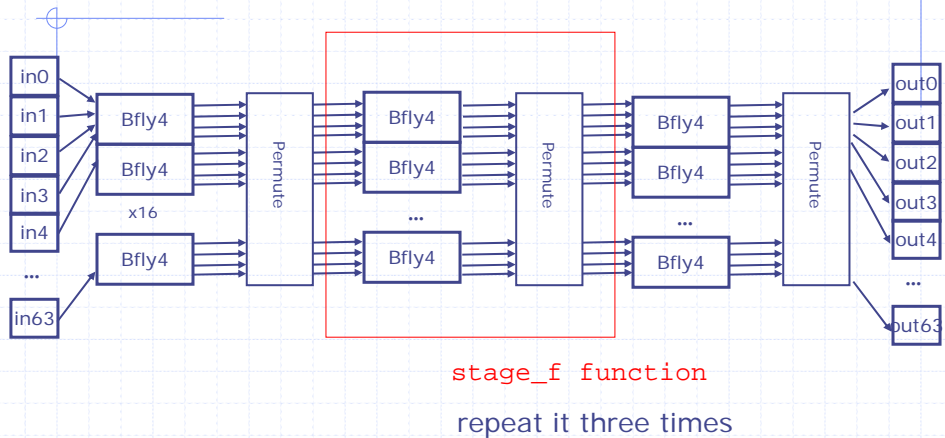 in0
in1
in2
in3
in4
...
in63
Bfly4
Bfly4
x16
Bfly4
Permute
Bfly4
Bfly4
...
Bfly4
Permute
Bfly4
Bfly4
...
Bfly4
Permute
out0
out1
out2
out3
out4
...
out63
stage_f function
repeat it three times